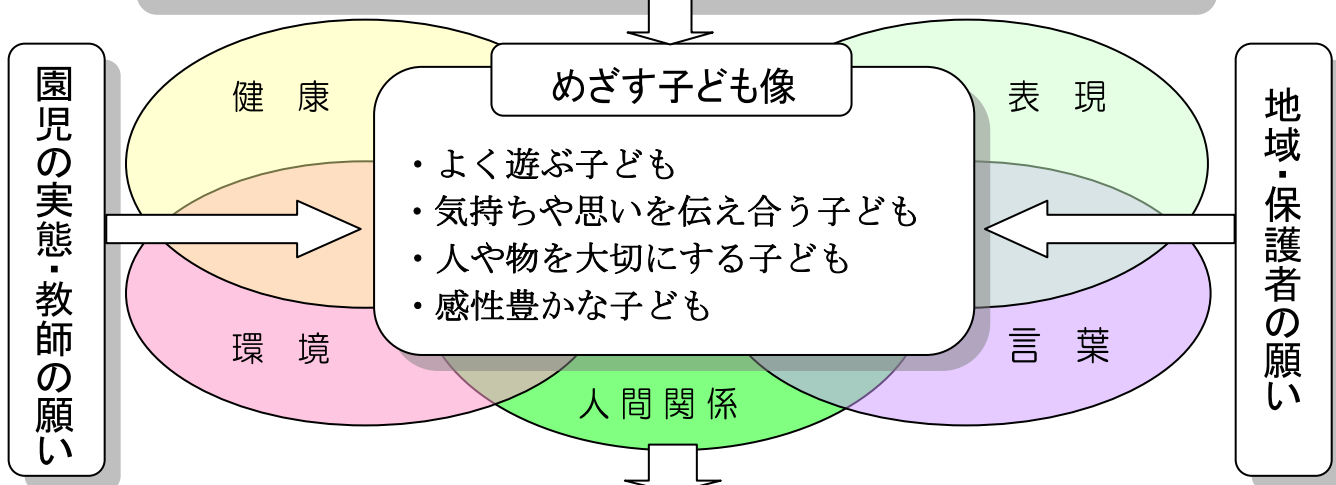 園児の実態・教師の願い
健　康
めざす子ども像
表　現
・よく遊ぶ子ども
・気持ちや思いを伝え合う子ども
・人や物を大切にする子ども
・感性豊かな子ども
環　境
言　葉
人間関係
地域・保護者の願い